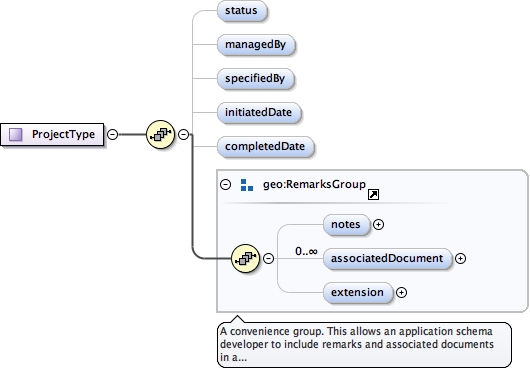 status
managedBy
specifiedBy
initiatedDate
ProjectType
completedDate
geo:RemarksGroup
notes
0..∞
associatedDocument
extension
A convenience group. This allows an application schema
developer to include remarks and associated documents
in a...